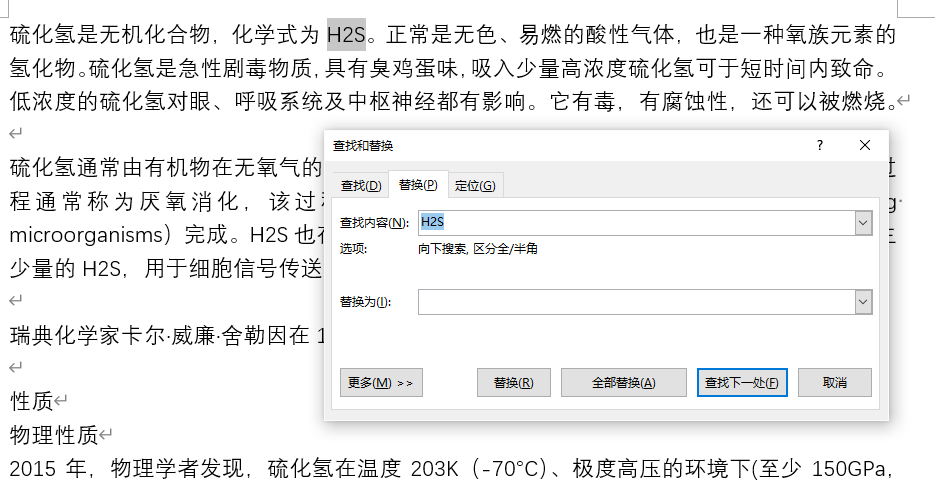 硫化氢是无机化合物，化学式为 H2S。正常是无色、易燃的酸性气体，也是一种氧族元素的
氢化物。硫化氢是急性剧毒物质，具有臭鸡蛋味，吸入少量高浓度硫化氢可于短时间内致命。
低浓度的硫化氢对眼、呼吸系统及中枢神经都有影响。它有毒，有腐蚀性，还可以被燃烧。
硫化氢通常由有机物在无氧气的
程通常称为厌氧消化，该过
microorganisms）完成。H2S 也
少量的 H2S，用于细胞信号传送
瑞典化学家卡尔·威廉·舍勒因在 1
性质
物理性质
2015 年，物理学者发现，硫化氢在温度 203K（-70°C）、极度高压的环境下(至少 150GPa，
查找和替换
? ×
查找(D) 替换(P) 定位(G)
查找内容(N): H2S
选项: 向下搜索, 区分全/半角
替换为(I):
更多(M) >> 替换(R) 全部替换(A) 查找下一处(F) 取消